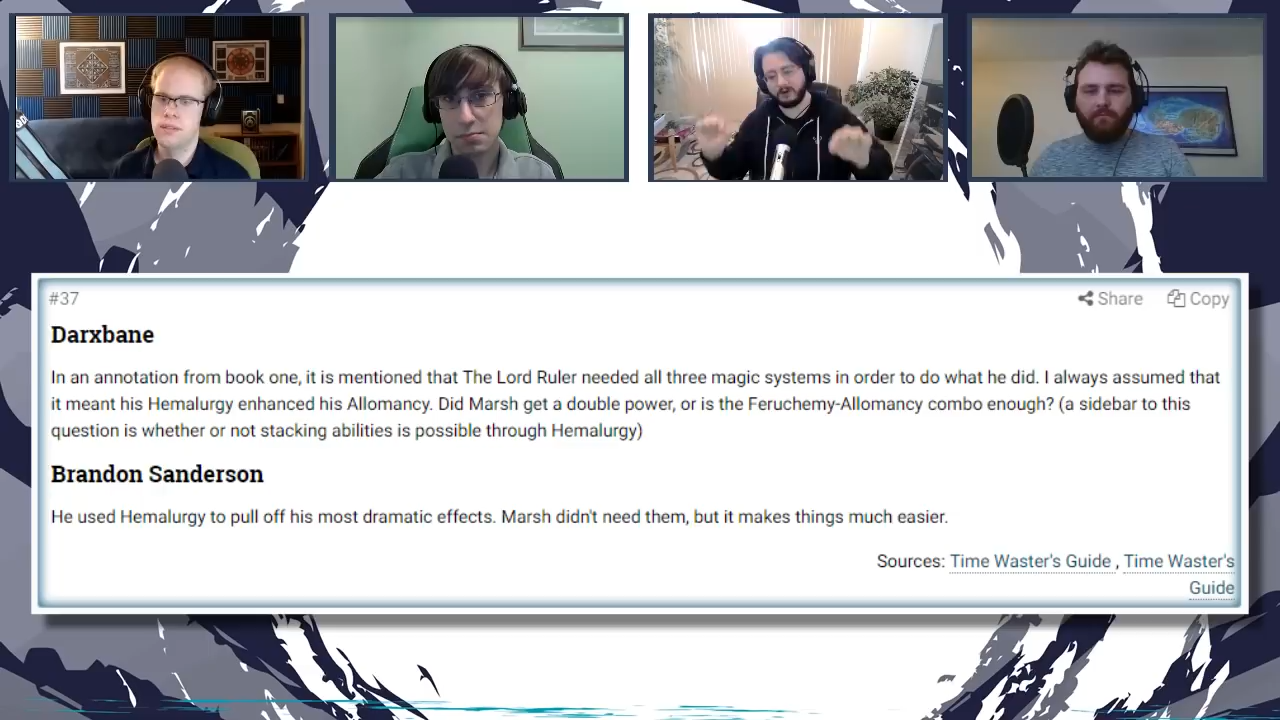 #37
Share
Copy
Darxbane
In an annotation from book one, it is mentioned that The Lord Ruler needed all three magic systems in order to do what he did. I always assumed that
it meant his Hemalurgy enhanced his Allomancy. Did Marsh get a double power, or is the Feruchemy-Allomancy combo enough? (a sidebar to this
question is whether or not stacking abilities is possible through Hemalurgy)
Brandon Sanderson
He used Hemalurgy to pull off his most dramatic effects. Marsh didn't need them, but it makes things much easier.
Sources: Time Waster's Guide , Time Waster's
Guide